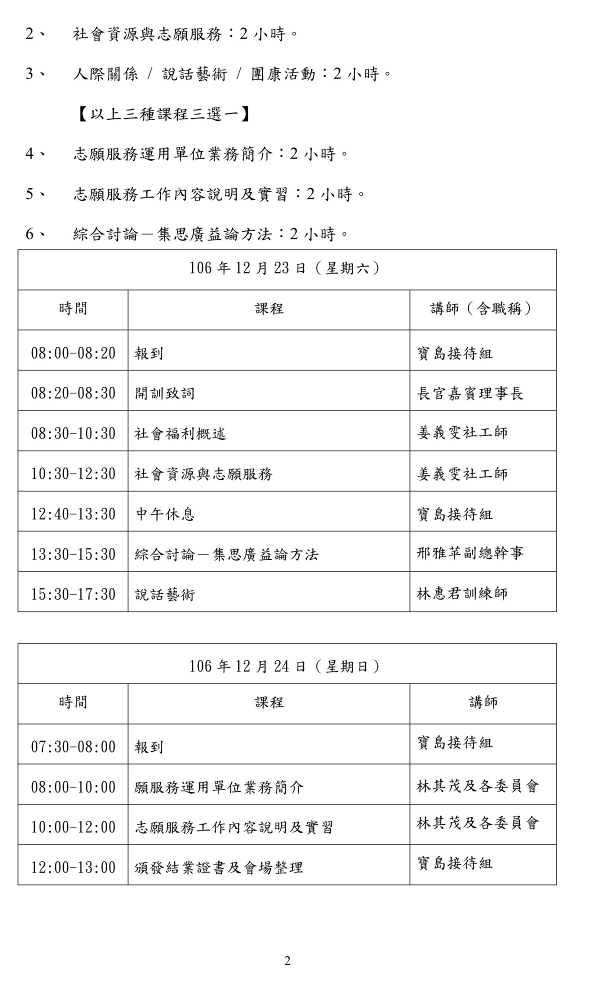 2、 社會資源與志願服務：2 小時。
3、 人際關係 / 說話藝術 / 團康活動：2 小時。
【以上三種課程三選一】
4、 志願服務運用單位業務簡介：2 小時。
5、 志願服務工作內容說明及實習：2 小時。
6、 綜合討論－集思廣益論方法：2 小時。
106 年 12 月 23 日（星期六）
時間 課程 講師（含職稱）
08:00-08:20 報到 寶島接待組
08:20-08:30 開訓致詞 長官嘉賓理事長
08:30-10:30 社會福利概述 姜義雯社工師
10:30-12:30 社會資源與志願服務 姜義雯社工師
12:40-13:30 中午休息 寶島接待組
13:30-15:30 綜合討論－集思廣益論方法 邢雅苹副總幹事
15:30-17:30 說話藝術 林惠君訓練師
106 年 12 月 24 日（星期日）
時間 課程 講師
07:30-08:00 報到 寶島接待組
08:00-10:00 願服務運用單位業務簡介 林其茂及各委員會
10:00-12:00 志願服務工作內容說明及實習 林其茂及各委員會
12:00-13:00 頒發結業證書及會場整理 寶島接待組
2